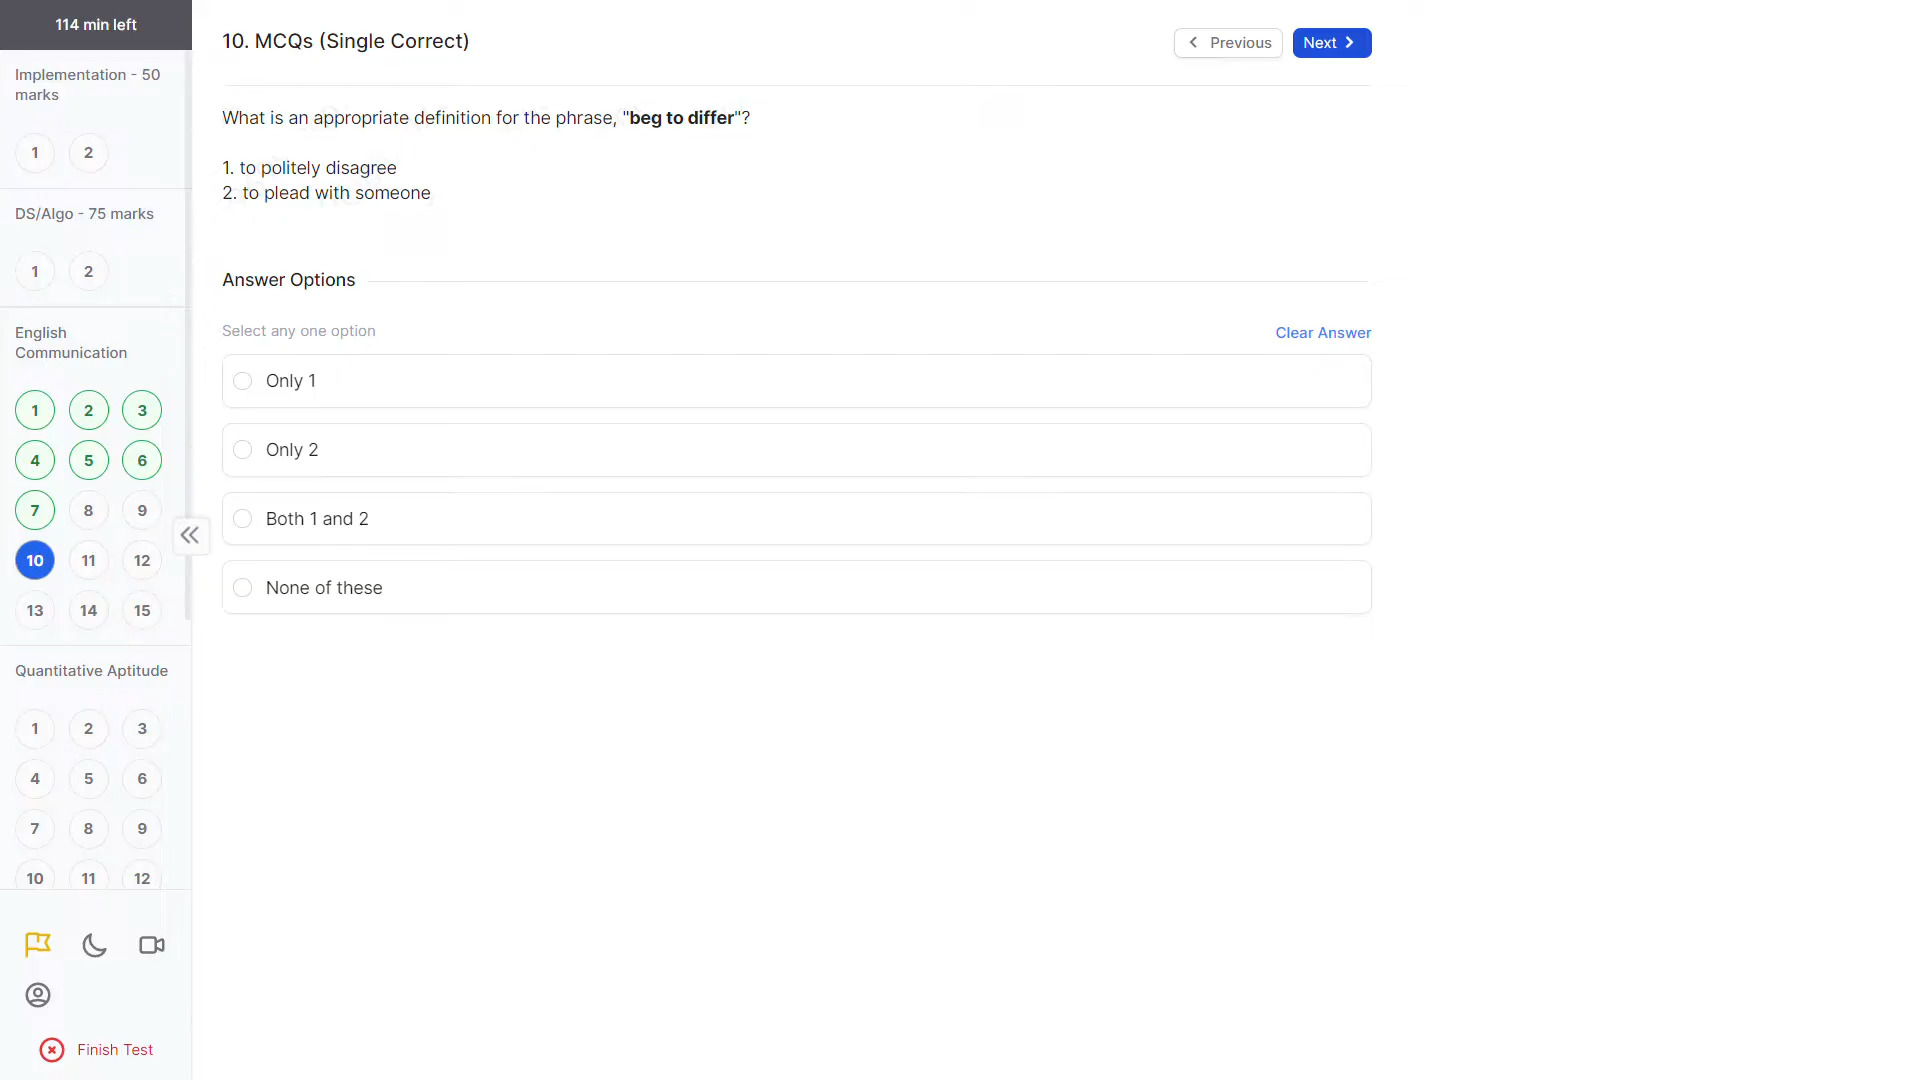 114 min left
Implementation - 50
marks
1 2
DS/Algo - 75 marks
1 2
English
Communication
1 2 3
4 5 6
7 8 9
10 11 12
13 14 15
Quantitative Aptitude
1 2 3
4 5 6
7 8 9
10 11 12
Finish Test
10. MCQs (Single Correct)
Previous
Next
What is an appropriate definition for the phrase, "beg to differ"?
1. to politely disagree
2. to plead with someone
Answer Options
Select any one option
Clear Answer
Only 1
Only 2
Both 1 and 2
None of these